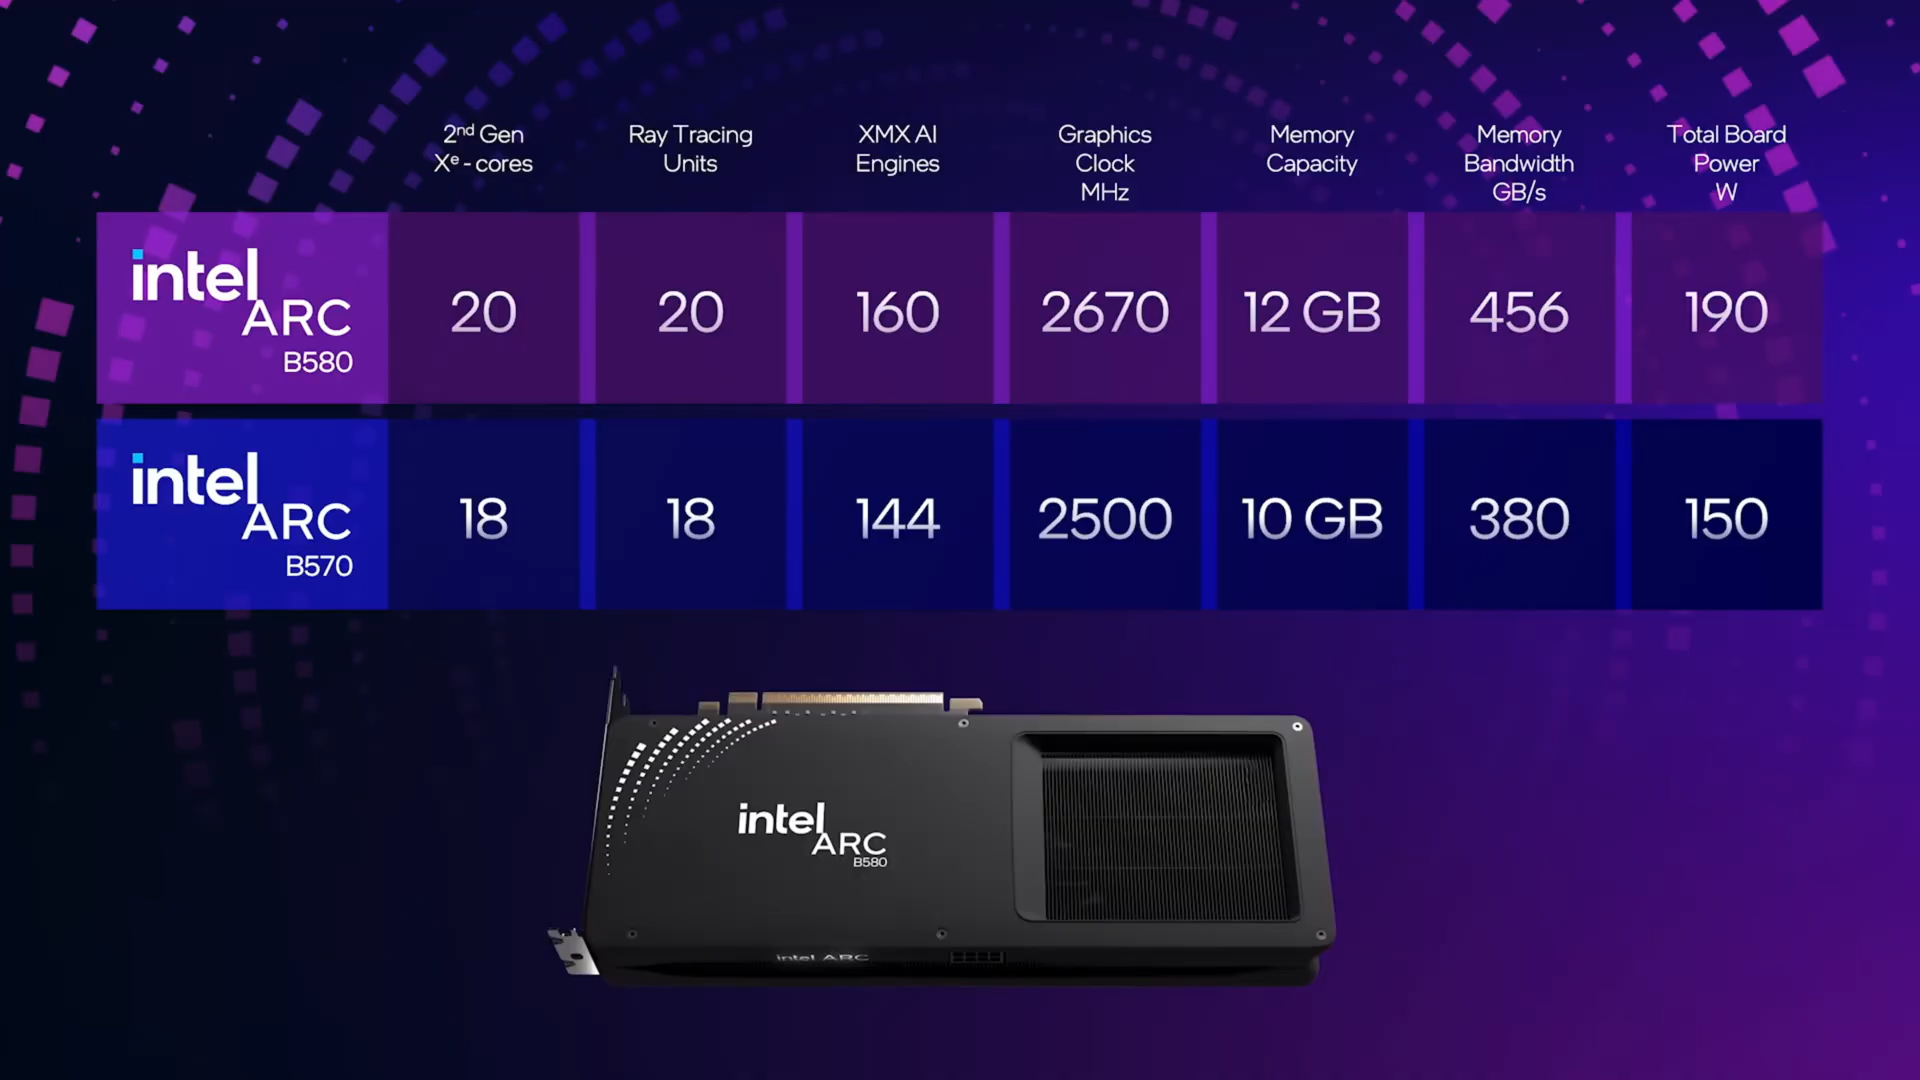 2nd Gen
Xe - cores
Ray Tracing
Units
XMX AI
Engines
Graphics
Clock
MHz
Memory
Capacity
Memory
Bandwidth
GB/s
Total Board
Power
W
intel
ARC
B580
20
20
160
2670
12 GB
456
190
intel
ARC
B570
18
18
144
2500
10 GB
380
150
intel
ARC
B580
intel ARC